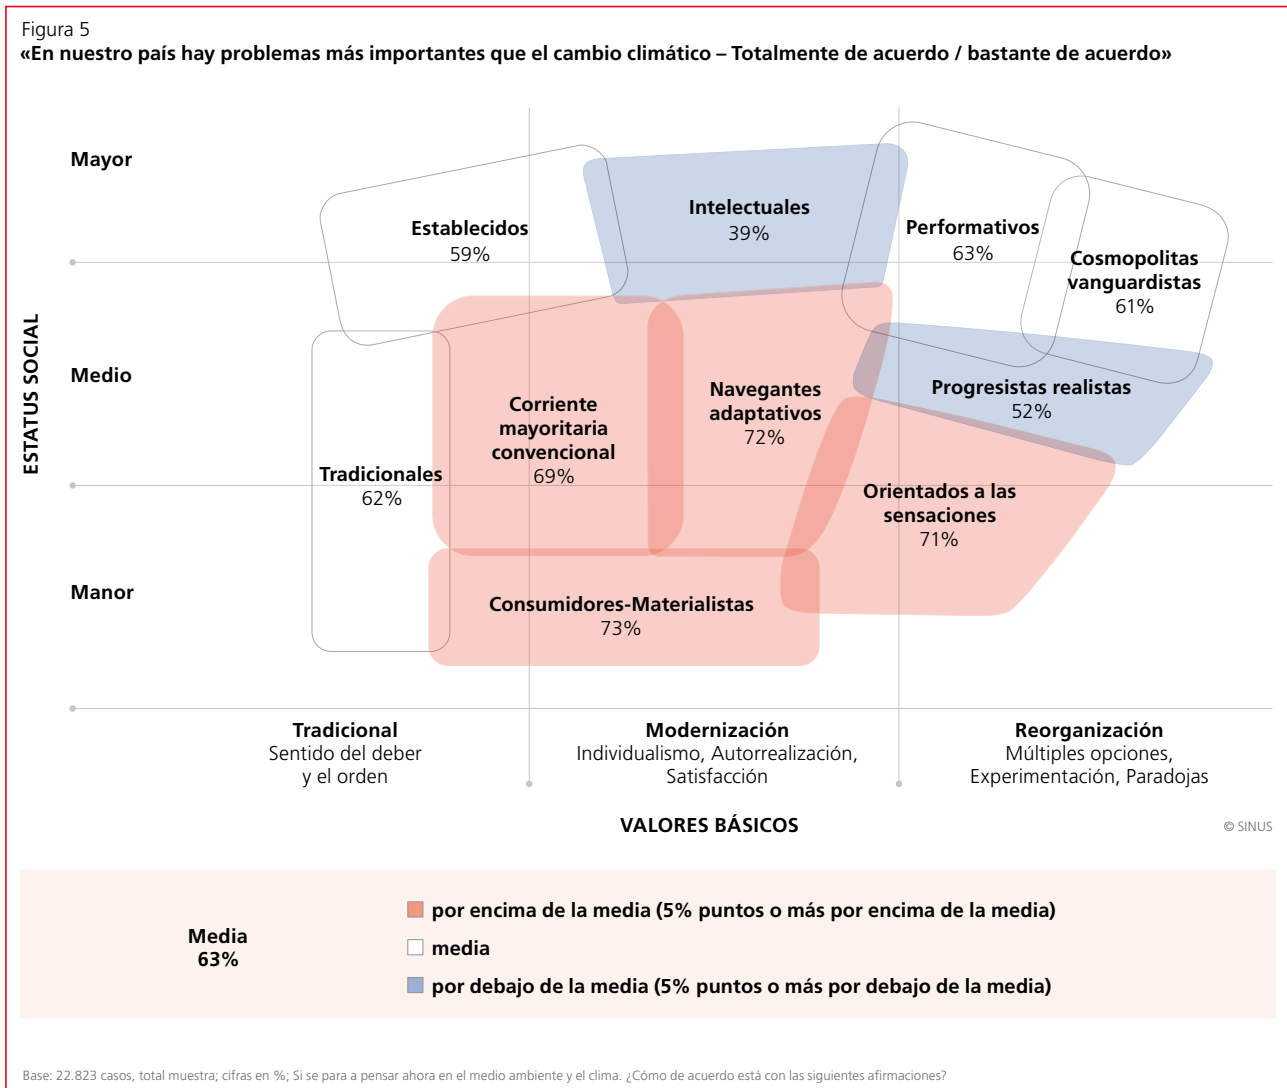 Figura 5
«En nuestro país hay problemas más importantes que el cambio climático – Totalmente de acuerdo / bastante de acuerdo»
ESTATUS SOCIAL
Mayor
Medio
Manor
Establecidos
59%
Intelectuales
39%
Performativos
63%
Cosmopolitas
vanguardistas
61%
Tradicionales
62%
Corriente
mayoritaria
convencional
69%
Navegantes
adaptativos
72%
Progresistas realistas
52%
Orientados a las
sensaciones
71%
Consumidores-Materialistas
73%
Tradicional
Sentido del deber
y el orden
Modernización
Individualismo, Autorrealización,
Satisfacción
Reorganización
Múltiples opciones,
Experimentación, Paradojas
VALORES BÁSICOS
© SINUS
Media
63%
por encima de la media (5% puntos o más por encima de la media)
media
por debajo de la media (5% puntos o más por debajo de la media)
Base: 22.823 casos, total muestra; cifras en %; Si se para a pensar ahora en el medio ambiente y el clima. ¿Cómo de acuerdo está con las siguientes afirmaciones?